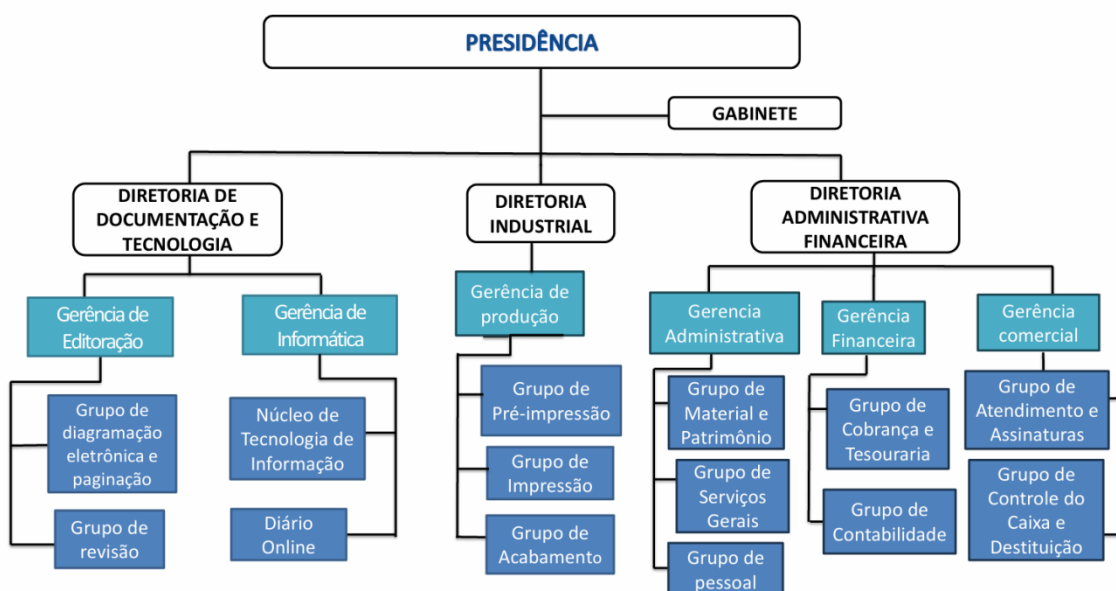 PRESIDÊNCIA
GABINETE
DIRETORIA DE
DOCUMENTAÇÃO E
TECNOLOGIA
DIRETORIA
INDUSTRIAL
DIRETORIA
ADMINISTRATIVA
FINANCEIRA
Gerência de
Editoração
Gerência de
Informática
Gerência de
produção
Gerencia
Administrativa
Gerência
Financeira
Gerência
comercial
Grupo de
diagramação
eletrônica e
paginação
Grupo de
revisão
Núcleo de
Tecnologia de
Informação
Diário
Online
Grupo de
Pré-impressão
Grupo de
Impressão
Grupo de
Acabamento
Grupo de
Material e
Patrimônio
Grupo de
Serviços
Gerais
Grupo de
pessoal
Grupo de
Cobrança e
Tesouraria
Grupo de
Contabilidade
Grupo de
Atendimento e
Assinaturas
Grupo de
Controle do
Caixa e
Destituição